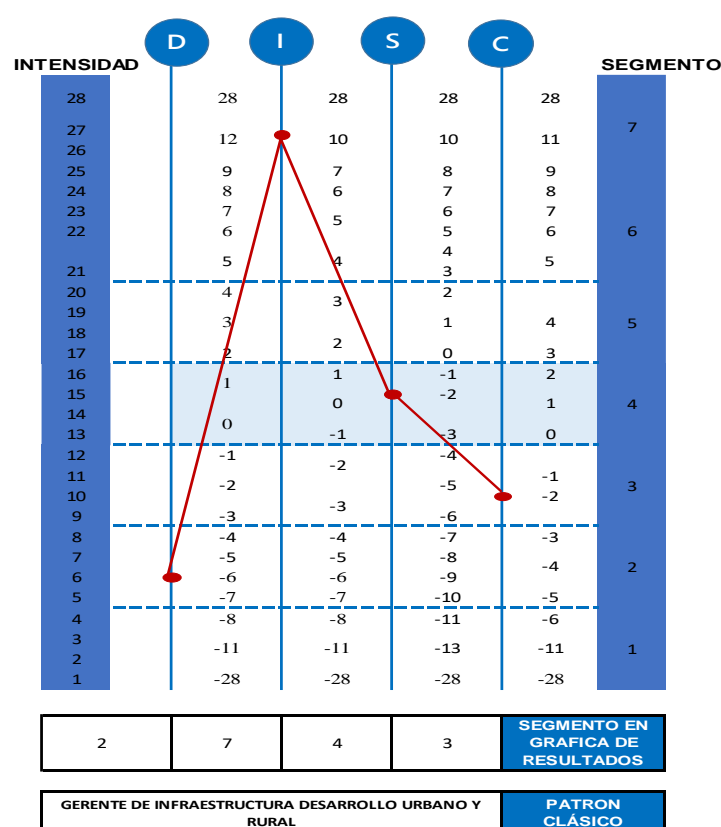 D I S C
INTENSIDAD SEGMENTO
28 28 28 28 28
27 7
12 10 10 11
26
25 9 7 8 9
24 8 6 7 8
23 7 6 7
5
22 6 5 6 6
4
5 4 5
21 3
20 4 2
3
19
3 1 4 5
18
2
17 2 0 3
16 1 -1 2
1
15 -2
0 1 4
14
0
13 -1 -3 0
12 -1 -4
-2
11 -1
-2 -5 3
10 -2
-3
9 -3 -6
8 -4 -4 -7 -3
7 -5 -5 -8
-4 2
6 -6 -6 -9
5 -7 -7 -10 -5
4 -8 -8 -11 -6
3
-11 -11 -13 -11 1
2
1 -28 -28 -28 -28
SEGMENTO EN
2 7 4 3 GRAFICA DE
RESULTADOS
GERENTE DE INFRAESTRUCTURA DESARROLLO URBANO Y PATRON
RURAL CLÁSICO